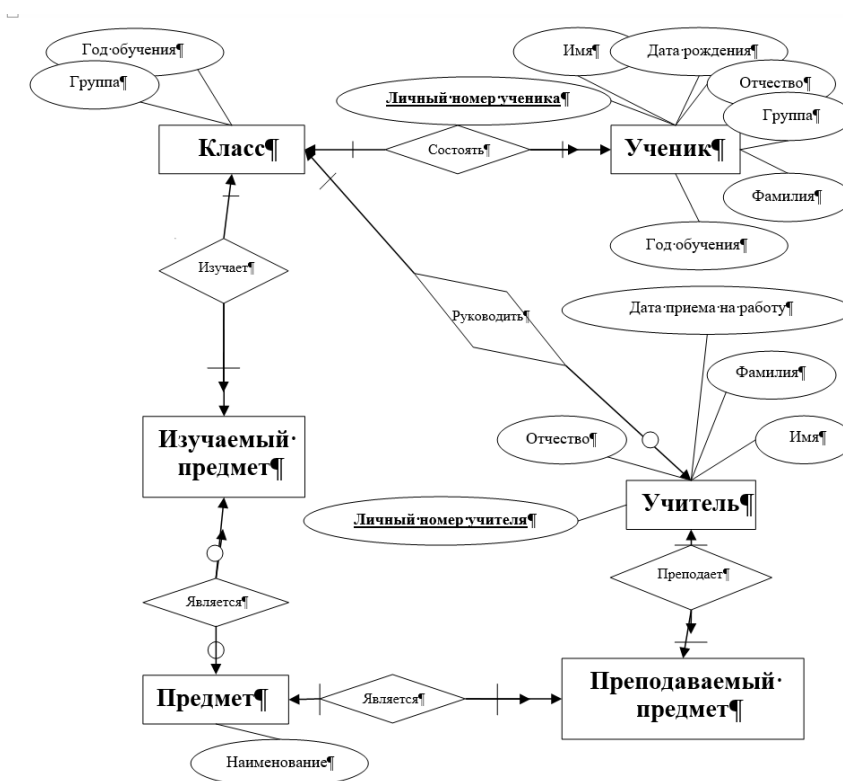 Год·обучения¶
Группа¶
Имя¶
Дата·рождения¶
Отчество¶
Личный·номер·ученика¶
Группа¶
Класс¶
Состоять¶
Ученик¶
Фамилия¶
Год·обучения¶
Изучает¶
Руководить¶
Дата·приема·на·работу¶
Фамилия¶
Отчество¶
Имя¶
Изучаемый·
предмет¶
Учитель¶
Личный·номер·учителя¶
Преподает¶
Является¶
Предмет¶
Является¶
Преподаваемый·
предмет¶
Наименование¶